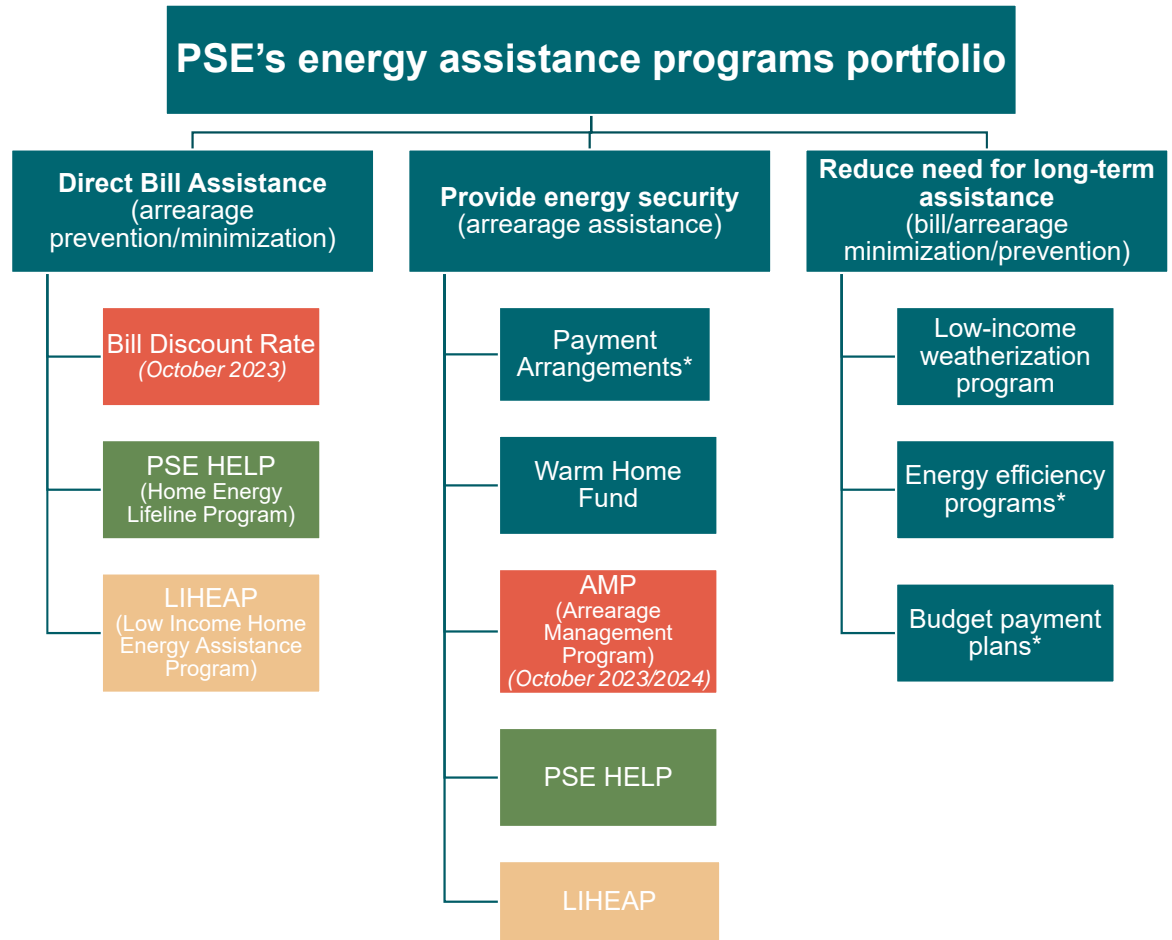 PSE’s energy assistance programs portfolio
Direct Bill Assistance
(arrearage
prevention/minimization)
Bill Discount Rate
(October 2023)
PSE HELP
(Home Energy
Lifeline Program)
LIHEAP
(Low Income Home
Energy Assistance
Program)
Provide energy security
(arrearage assistance)
Payment
Arrangements*
Warm Home
Fund
AMP
(Arrearage
Management
Program)
(October 2023/2024)
PSE HELP
LIHEAP
Reduce need for long-term
assistance
(bill/arrearage
minimization/prevention)
Low-income
weatherization
program
Energy efficiency
programs*
Budget payment
plans*